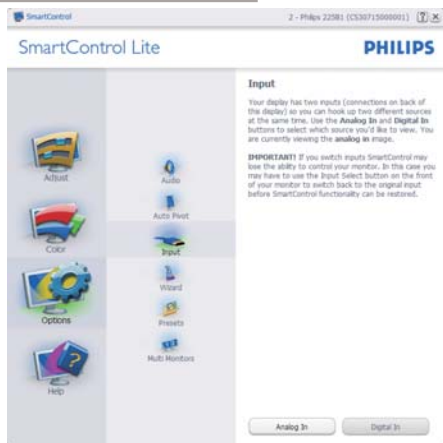 SmartControl
2 - Philips 225B1 (CS30715000001)
SmartControl Lite
PHILIPS
Adjust
Color
Options
Help
Audio
Auto Pivot
Input
Wizard
Presets
Multi Monitors
Input
Your display has two inputs (connections on back of
this display) so you can hook up two different sources
at the same time. Use the Analog In and Digital In
buttons to select which source you'd like to view. You
are currently viewing the analog in image.
IMPORTANT! If you switch inputs SmartControl may
lose the ability to control your monitor. In this case you
may have to use the Input Select button on the front
of your monitor to switch back to the original input
before SmartControl functionality can be restored.
Analog In
Digital In